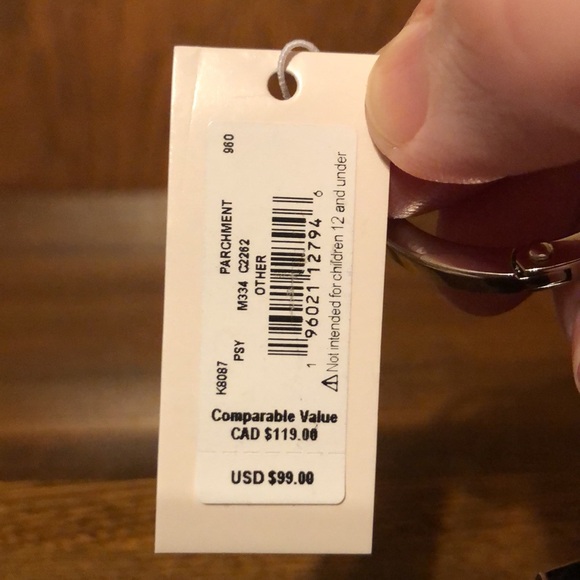 K8087
PARCHMENT
960
PSY
M334 C2262
OTHER
1 96021 12794 6
⚠ Not intended for children 12 and under
Comparable Value
CAD $119.00
USD $99.00